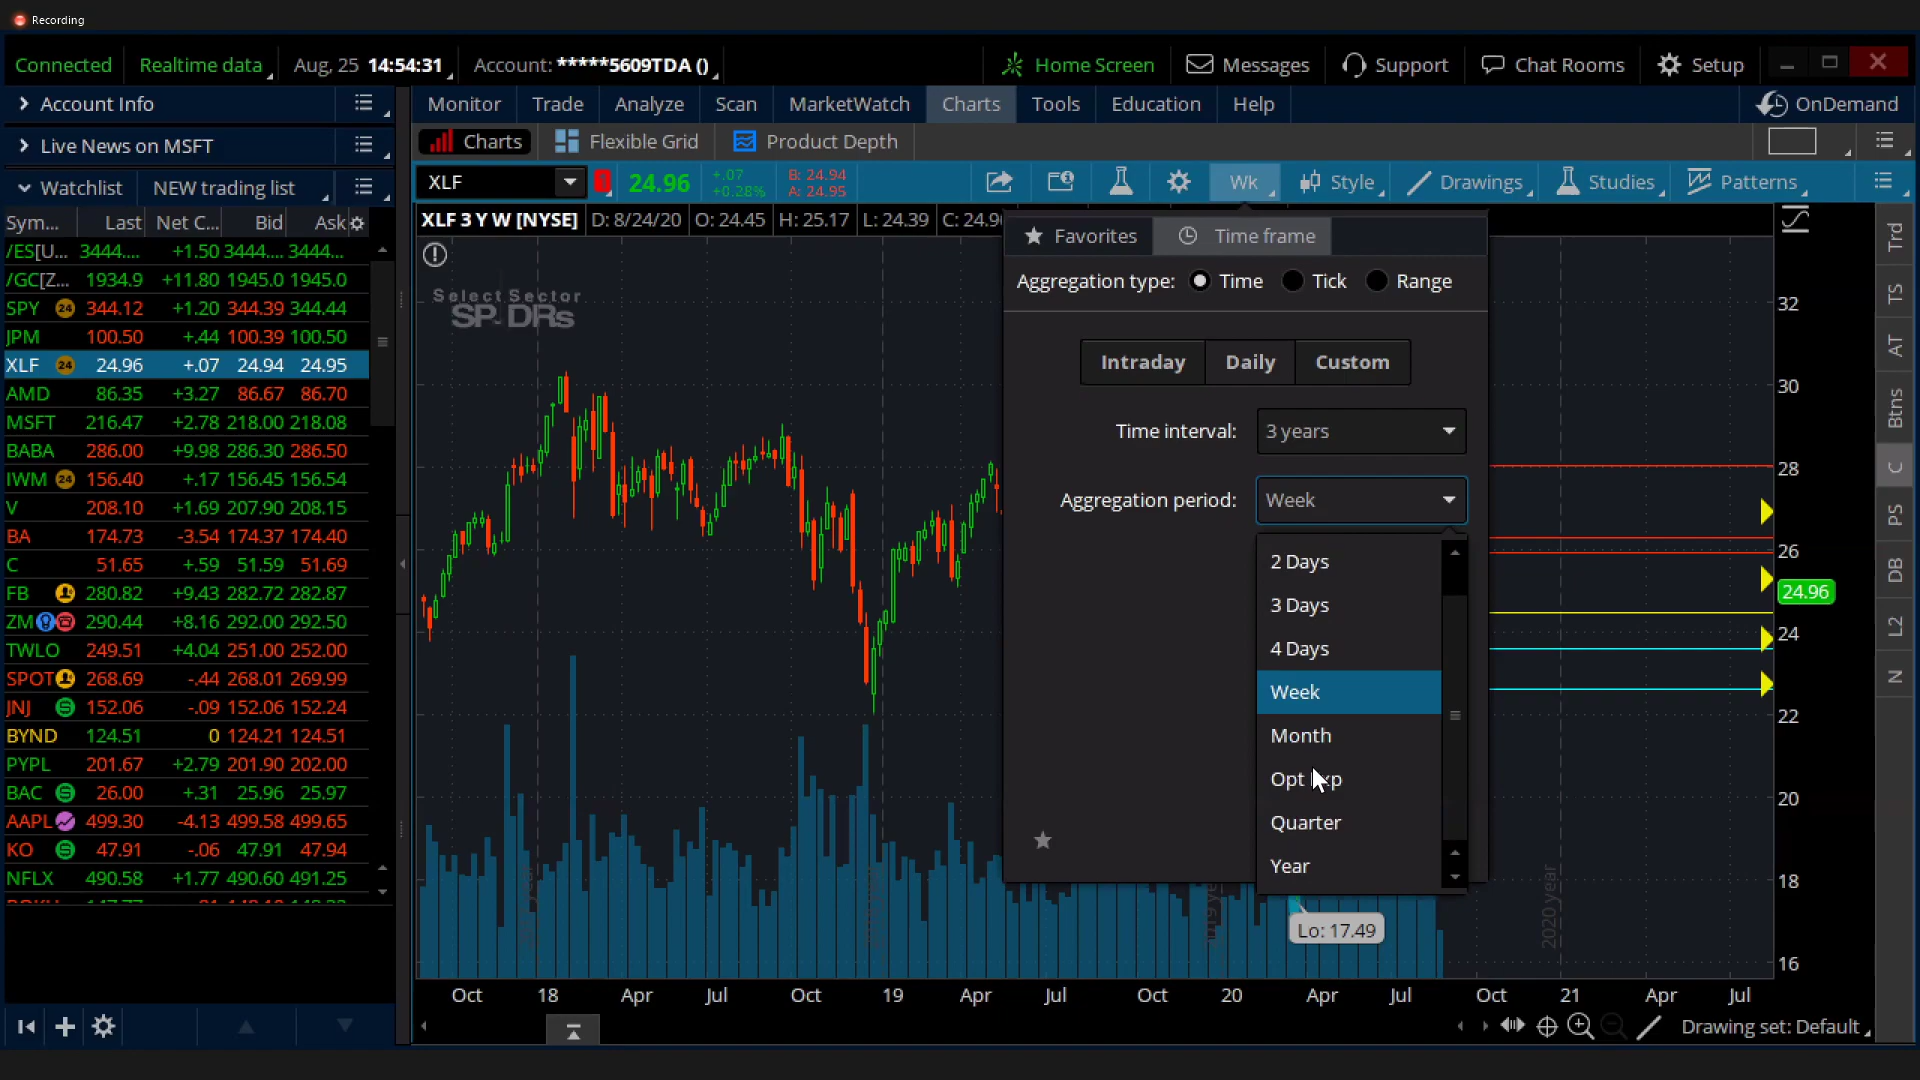 Recording
Connected Realtime data Aug, 25 14:54:31 Account: *****5609TDA () Home Screen Messages Support Chat Rooms Setup
Account Info
Monitor Trade Analyze Scan MarketWatch Charts Tools Education Help OnDemand
Live News on MSFT
Charts Flexible Grid Product Depth
Watchlist NEW trading list
XLF 24.96 +.07 +0.28% B: 24.94 A: 24.95 Wk Style Drawings Studies Patterns
XLF 3 Y W [NYSE] D: 8/24/20 O: 24.45 H: 25.17 L: 24.39
Sym... Last Net C... Bid Ask
/ES[U... 3444.... +1.50 3444.... 3444...
/GC[Z... 1934.9 +11.80 1945.0 1945.0
SPY 24 344.12 +1.20 344.39 344.44
JPM 100.50 +.44 100.39 100.50
XLF 24 24.96 +.07 24.94 24.95
AMD 86.35 +3.27 86.67 86.70
MSFT 216.47 +2.78 218.00 218.08
BABA 286.00 +9.98 286.30 286.50
IWM 24 156.40 +.17 156.45 156.54
V 208.10 +1.69 207.90 208.15
BA 174.73 -3.54 174.37 174.40
C 51.65 +.59 51.59 51.69
FB 280.82 +9.43 282.72 282.87
ZM 290.44 +8.16 292.00 292.50
TWLO 249.51 +4.04 251.00 252.00
SPOT 268.69 -.44 268.01 269.99
JNJ 152.06 -.09 152.06 152.24
BYND 124.51 0 124.21 124.51
PYPL 201.67 +2.79 201.90 202.00
BAC 26.00 +.31 25.96 25.97
AAPL 499.30 -4.13 499.58 499.65
KO 47.91 -.06 47.91 47.94
NFLX 490.58 +1.77 490.60 491.25
Select Sector
SPDRs
Favorites Time frame
Aggregation type: Time Tick Range
Intraday Daily Custom
Time interval: 3 years
Aggregation period: Week
2 Days
3 Days
4 Days
Week
Month
Opt
Quarter
Year
Lo: 17.49
32
30
28
26
24.96
24
22
20
18
16
2020 year
Trd
TS
AT
Btns
C
PS
DB
L2
N
Oct 18 Apr Jul Oct 19 Apr Jul Oct 20 Apr Jul Oct 21 Apr Jul
Drawing set: Default